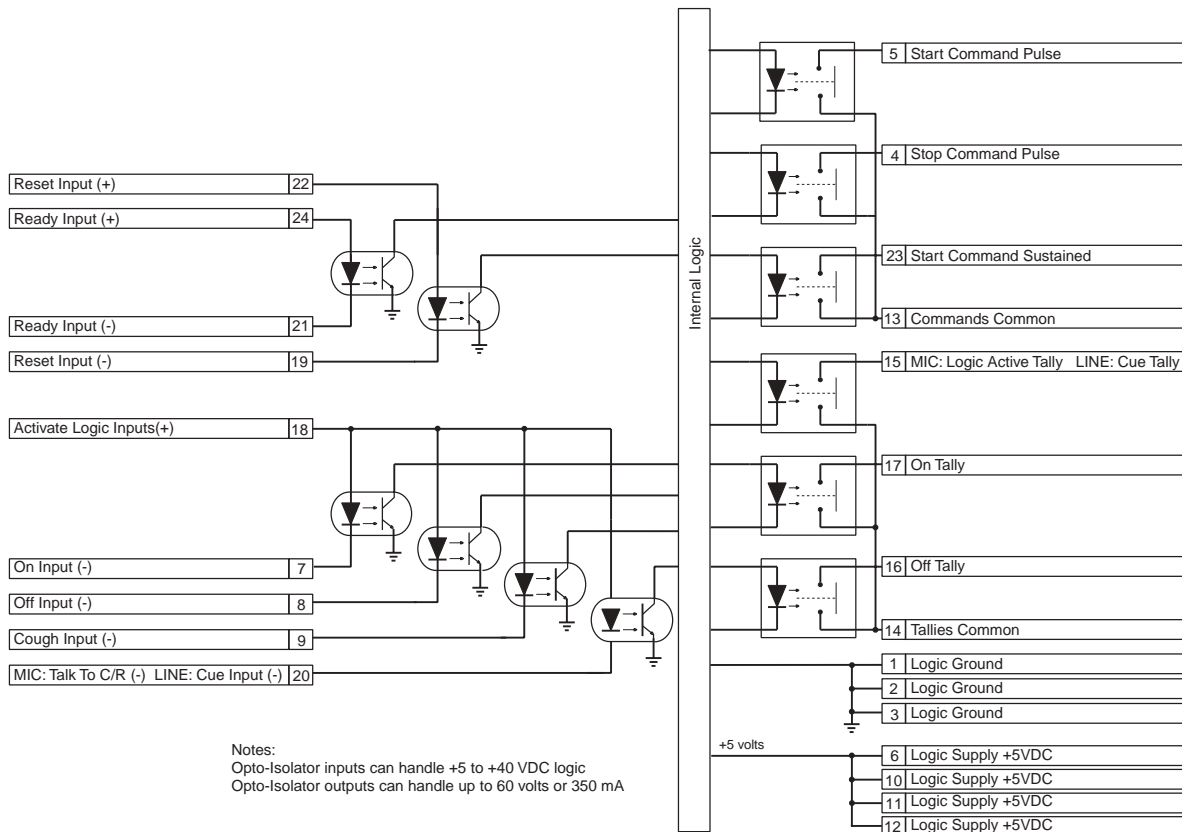 Reset Input (+) 22
Ready Input (+) 24
Ready Input (-) 21
Reset Input (-) 19
Activate Logic Inputs(+) 18
On Input (-) 7
Off Input (-) 8
Cough Input (-) 9
MIC: Talk To C/R (-) LINE: Cue Input (-) 20
Notes:
Opto-Isolator inputs can handle +5 to +40 VDC logic
Opto-Isolator outputs can handle up to 60 volts or 350 mA
Internal Logic
5 Start Command Pulse
4 Stop Command Pulse
23 Start Command Sustained
13 Commands Common
15 MIC: Logic Active Tally LINE: Cue Tally
17 On Tally
16 Off Tally
14 Tallies Common
1 Logic Ground
2 Logic Ground
3 Logic Ground
+5 volts
6 Logic Supply +5VDC
10 Logic Supply +5VDC
11 Logic Supply +5VDC
12 Logic Supply +5VDC